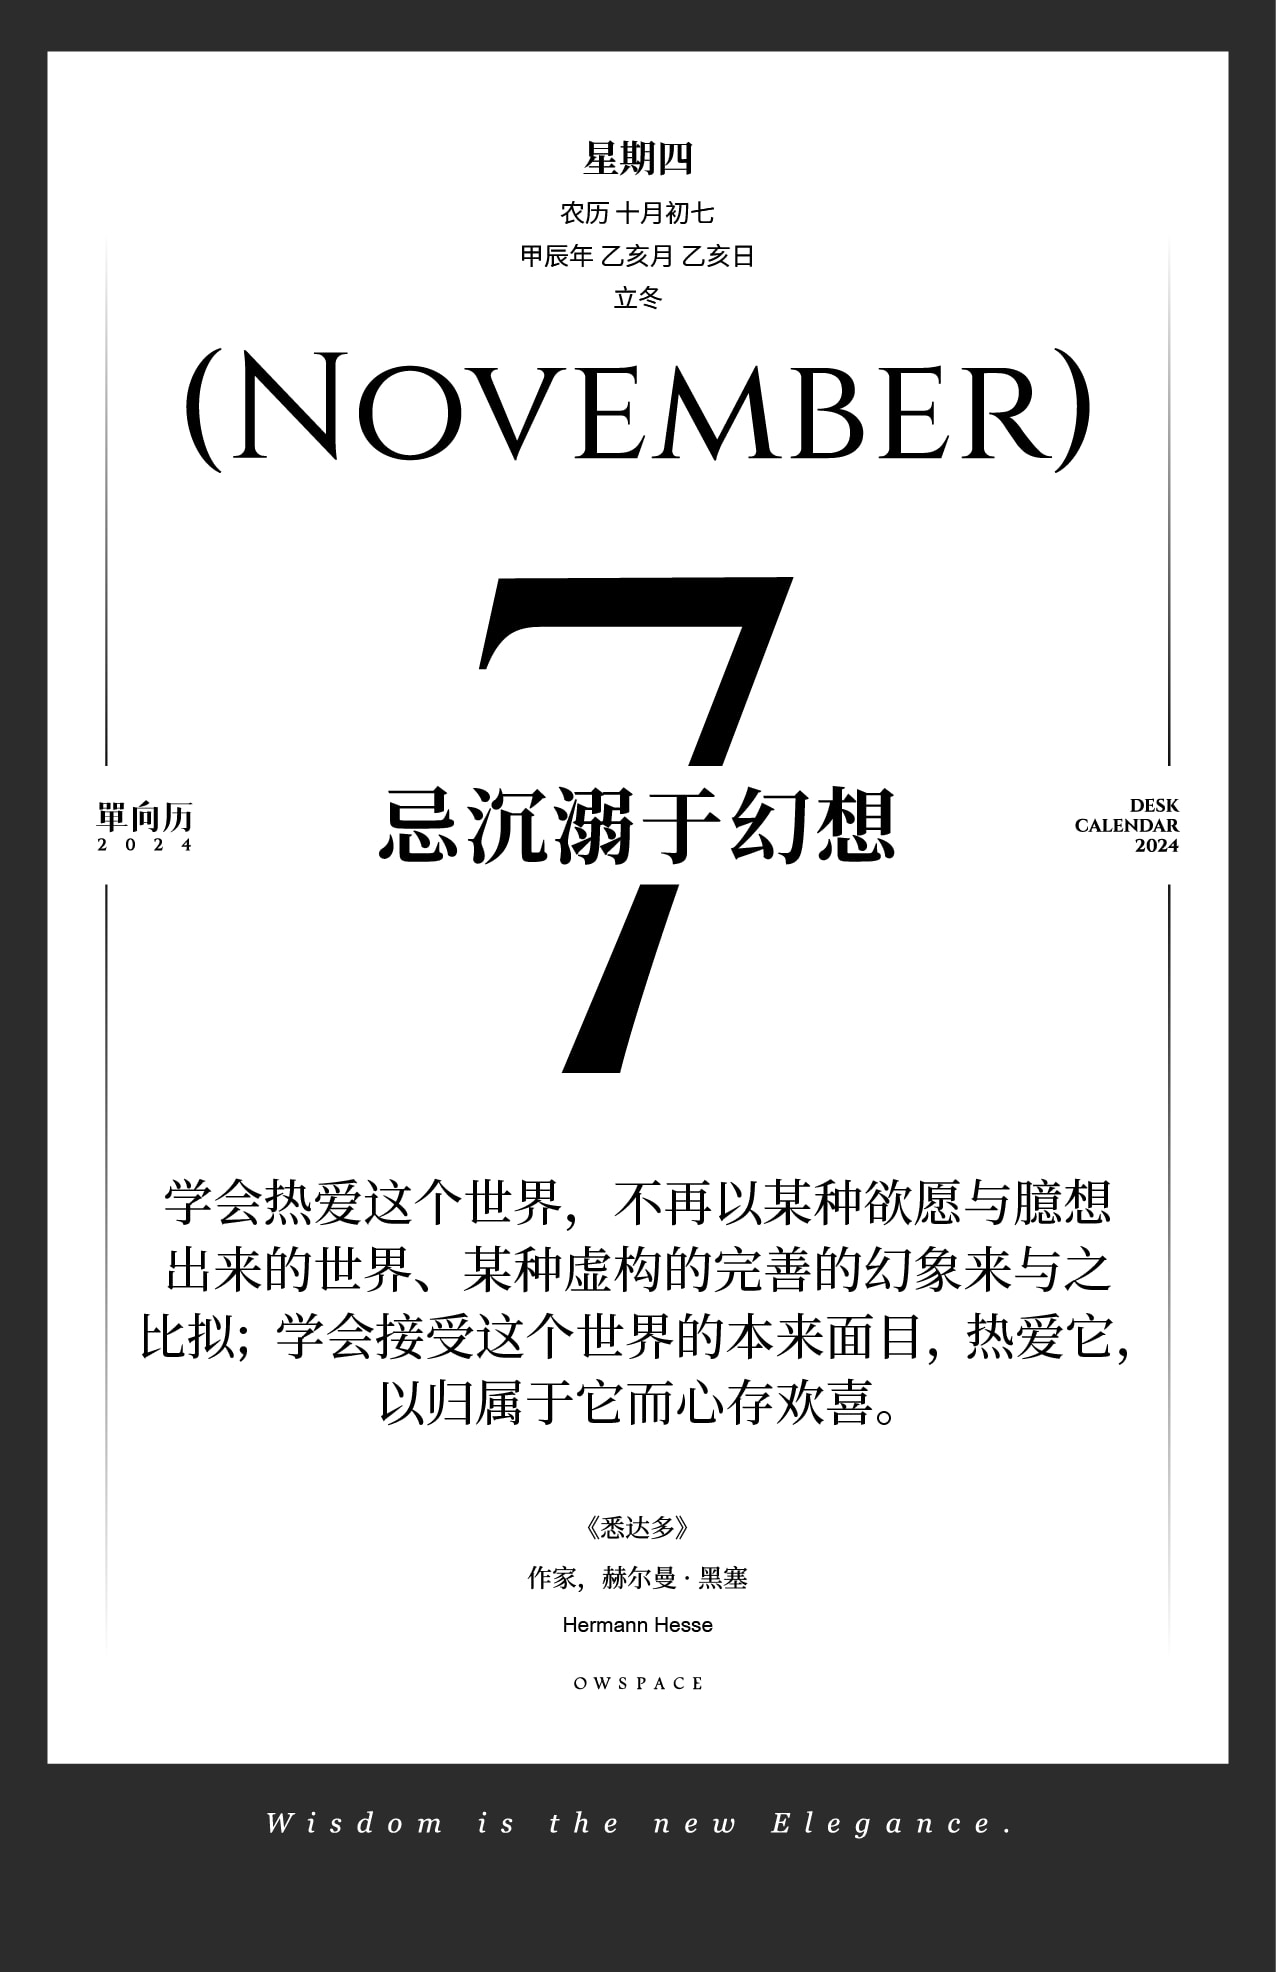 星期四
农历 十月初七
甲辰年 乙亥月 乙亥日
立冬
(NOVEMBER)
7
單向历
2024
忌沉溺于幻想
DESK
CALENDAR
2024
学会热爱这个世界，不再以某种欲愿与臆想
出来的世界、某种虚构的完善的幻象来与之
比拟；学会接受这个世界的本来面目，热爱它，
以归属于它而心存欢喜。
《悉达多》
作家，赫尔曼·黑塞
Hermann Hesse
OWSPACE
Wisdom is the new Elegance.